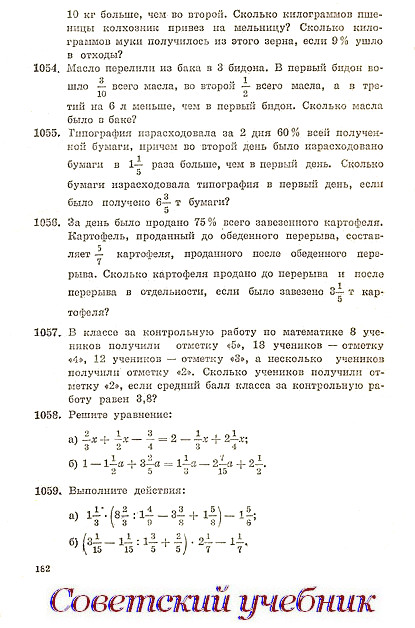 10 кг больше, чем во второй. Сколько килограммов пше-
ницы колхозник привез на мельницу? Сколько кило-
граммов муки получилось из этого зерна, если 9% ушло
в отходы?
1054. Масло перелили из бака в 3 бидона. В первый бидон во-
шло 3/10 всего масла, во второй 1/2 всего масла, а в тре-
тий на 6 л меньше, чем в первый бидон. Сколько масла
было в баке?
1055. Типография израсходовала за 2 дня 60% всей получен-
ной бумаги, причем во второй день было израсходовано
бумаги в 1 1/5 раза больше, чем в первый день. Сколько
бумаги израсходовала типография в первый день, если
было получено 6 3/5 т бумаги?
1056. За день было продано 75% всего завезенного картофеля.
Картофель, проданный до обеденного перерыва, состав-
ляет 5/7 картофеля, проданного после обеденного пере-
рыва. Сколько картофеля продано до перерыва и после
перерыва в отдельности, если было завезено 3 1/5 т кар-
тофеля?
1057. В классе за контрольную работу по математике 8 уче-
ников получили отметку «5», 18 учеников — отметку
«4», 12 учеников — отметку «3», а несколько учеников
получили отметку «2». Сколько учеников получили от-
метку «2», если средний балл класса за контрольную ра-
боту равен 3,8?
1058. Решите уравнение:
а) 2/3 x + 1/2 x − 3/4 = 2 − 1/3 x + 2 1/4 x;
б) 1 − 1 1/2 a + 3 2/5 a = 1 1/3 a − 2 7/15 a + 2 1/2.
1059. Выполните действия:
а) 1 1/3 · (8 2/3 : 1 4/9 − 3 3/8 + 1 5/8) − 1 5/6;
б) (3 1/15 − 1 1/15 : 1 3/5 + 2/5) · 2 1/7 − 1 1/7.
162
Советский учебник